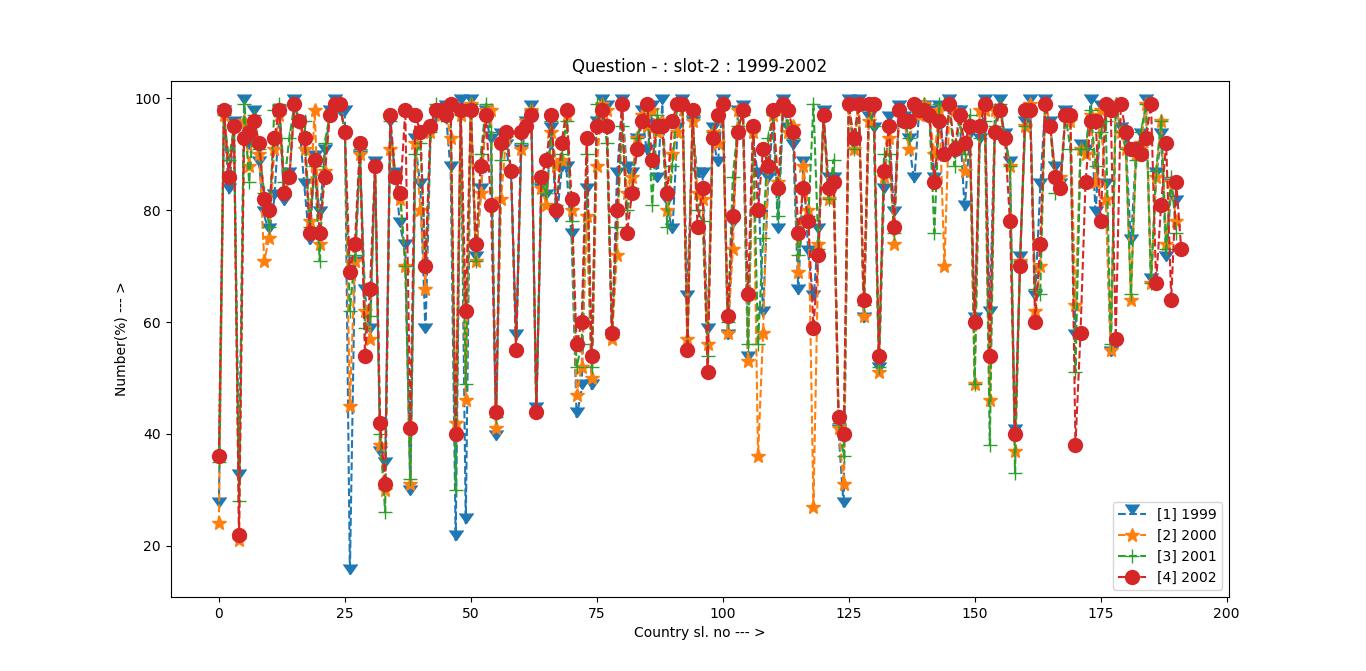 Question - : slot-2 : 1999-2002
Number(%) --- >
100
80
60
40
20
0 25 50 75 100 125 150 175 200
Country sl. no --- >
[1] 1999
[2] 2000
[3] 2001
[4] 2002